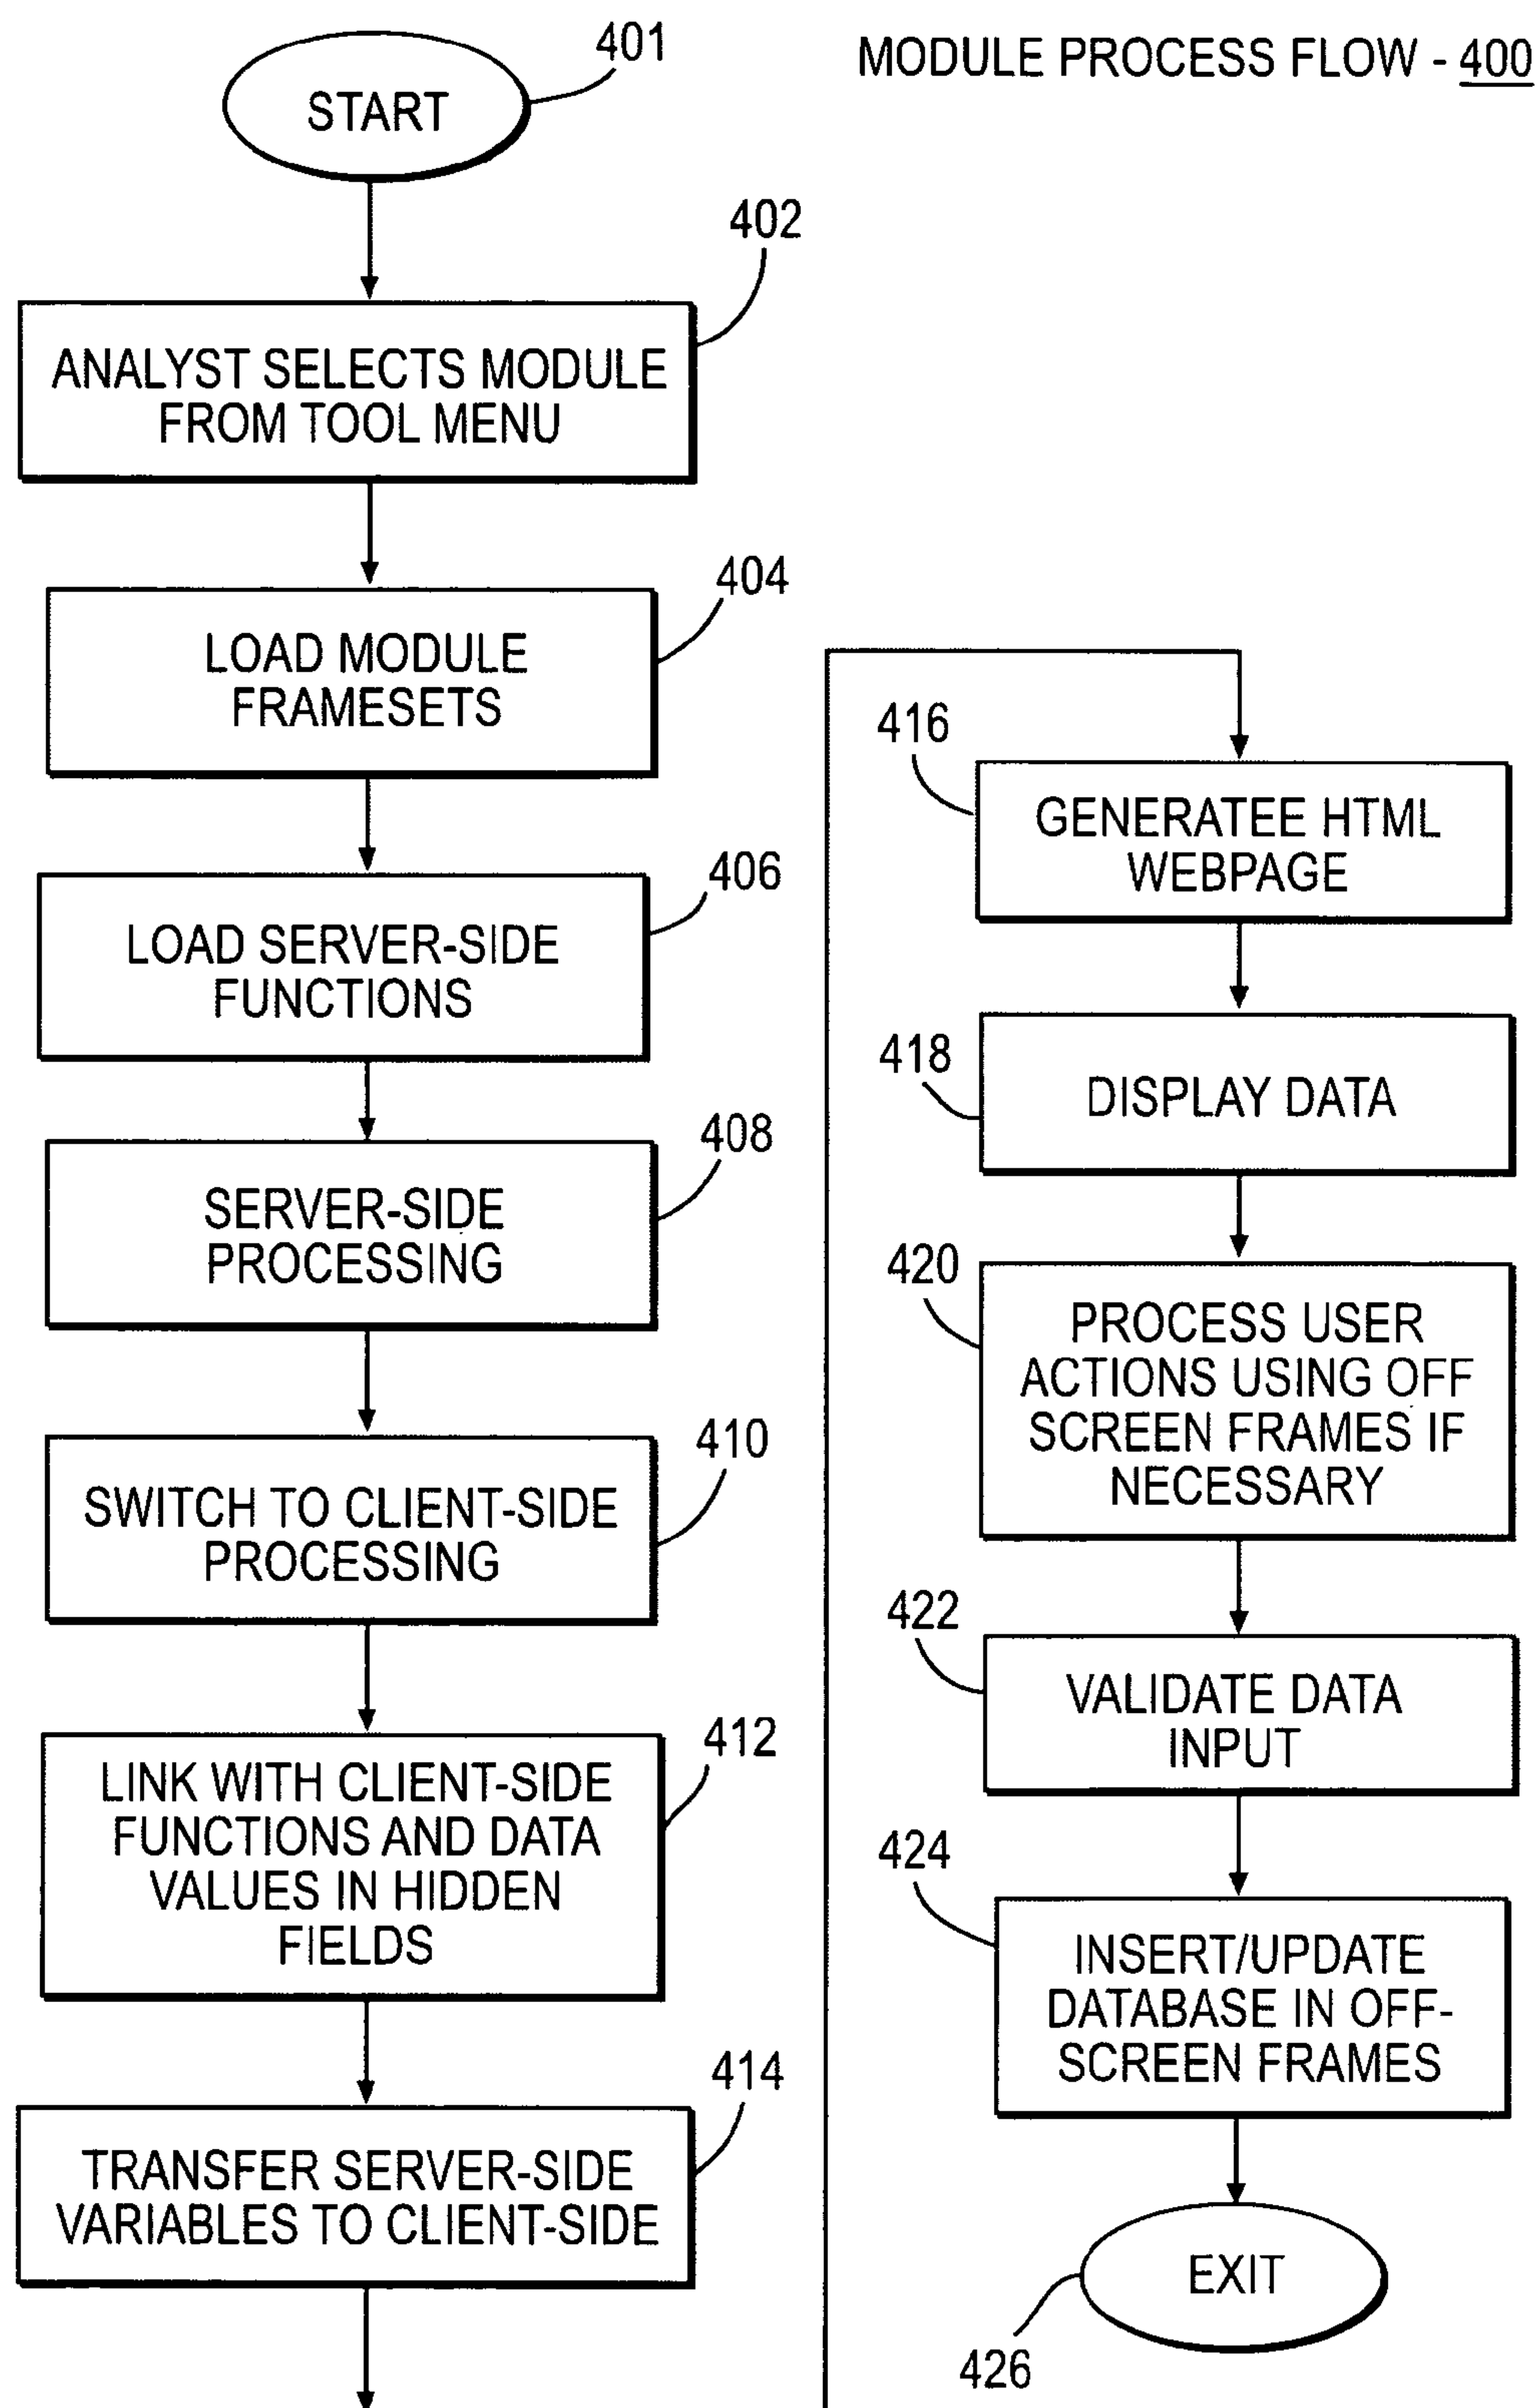 MODULE PROCESS FLOW - 400
401
START
402
ANALYST SELECTS MODULE
FROM TOOL MENU
404
LOAD MODULE
FRAMESETS
406
LOAD SERVER-SIDE
FUNCTIONS
408
SERVER-SIDE
PROCESSING
410
SWITCH TO CLIENT-SIDE
PROCESSING
412
LINK WITH CLIENT-SIDE
FUNCTIONS AND DATA
VALUES IN HIDDEN
FIELDS
414
TRANSFER SERVER-SIDE
VARIABLES TO CLIENT-SIDE
416
GENERATEE HTML
WEBPAGE
418
DISPLAY DATA
420
PROCESS USER
ACTIONS USING OFF
SCREEN FRAMES IF
NECESSARY
422
VALIDATE DATA
INPUT
424
INSERT/UPDATE
DATABASE IN OFF-
SCREEN FRAMES
EXIT
426